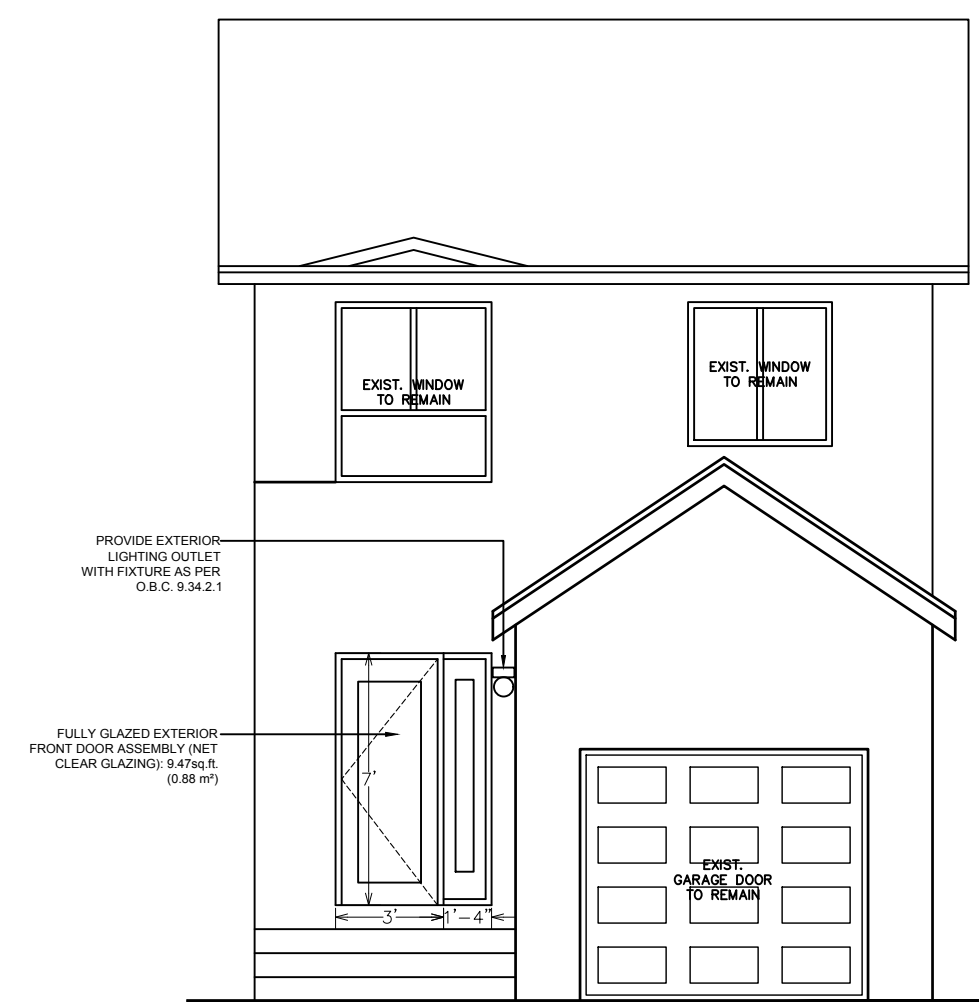 EXIST. WINDOW
TO REMAIN
EXIST. WINDOW
TO REMAIN
PROVIDE EXTERIOR
LIGHTING OUTLET
WITH FIXTURE AS PER
O.B.C. 9.34.2.1
FULLY GLAZED EXTERIOR
FRONT DOOR ASSEMBLY (NET
CLEAR GLAZING): 9.47sq.ft.
(0.88 m²)
7'
EXIST.
GARAGE DOOR
TO REMAIN
3'
1'-4"